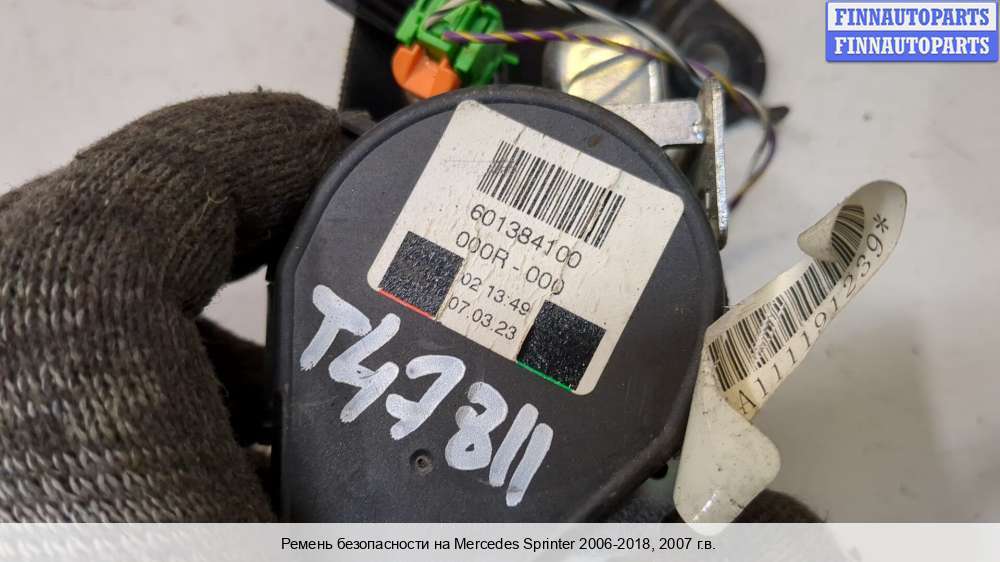 FINNAUTOPARTS
FINNAUTOPARTS
601384100
000R - 000
02 13.49
07.03.23
T47811
Ремень безопасности на Mercedes Sprinter 2006-2018, 2007 г.в.